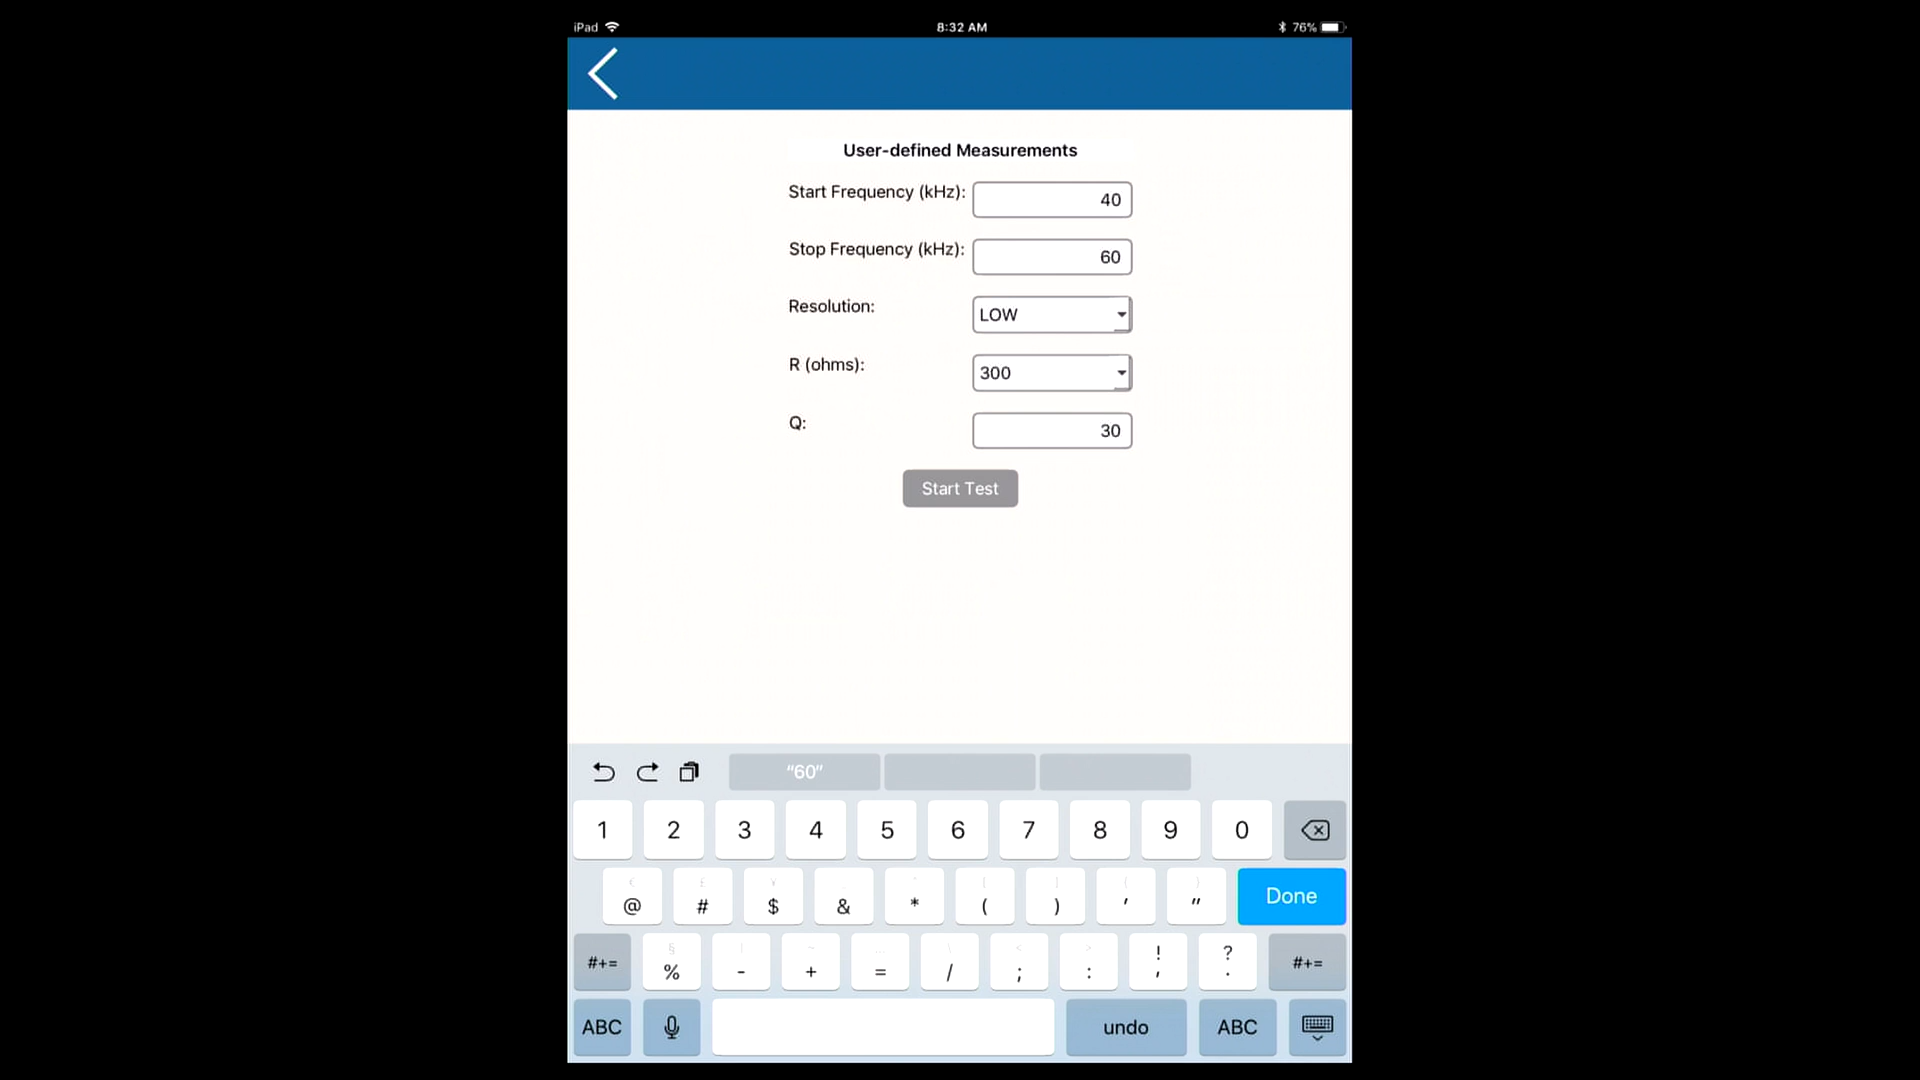 iPad 8:32 AM 76%
User-defined Measurements
Start Frequency (kHz): 40
Stop Frequency (kHz): 60
Resolution: LOW
R (ohms): 300
Q: 30
Start Test
“60”
1 2 3 4 5 6 7 8 9 0
@ # $ & * ( ) ' " Done
#+= % - + = / ; : ! , ? . #+=
ABC undo ABC